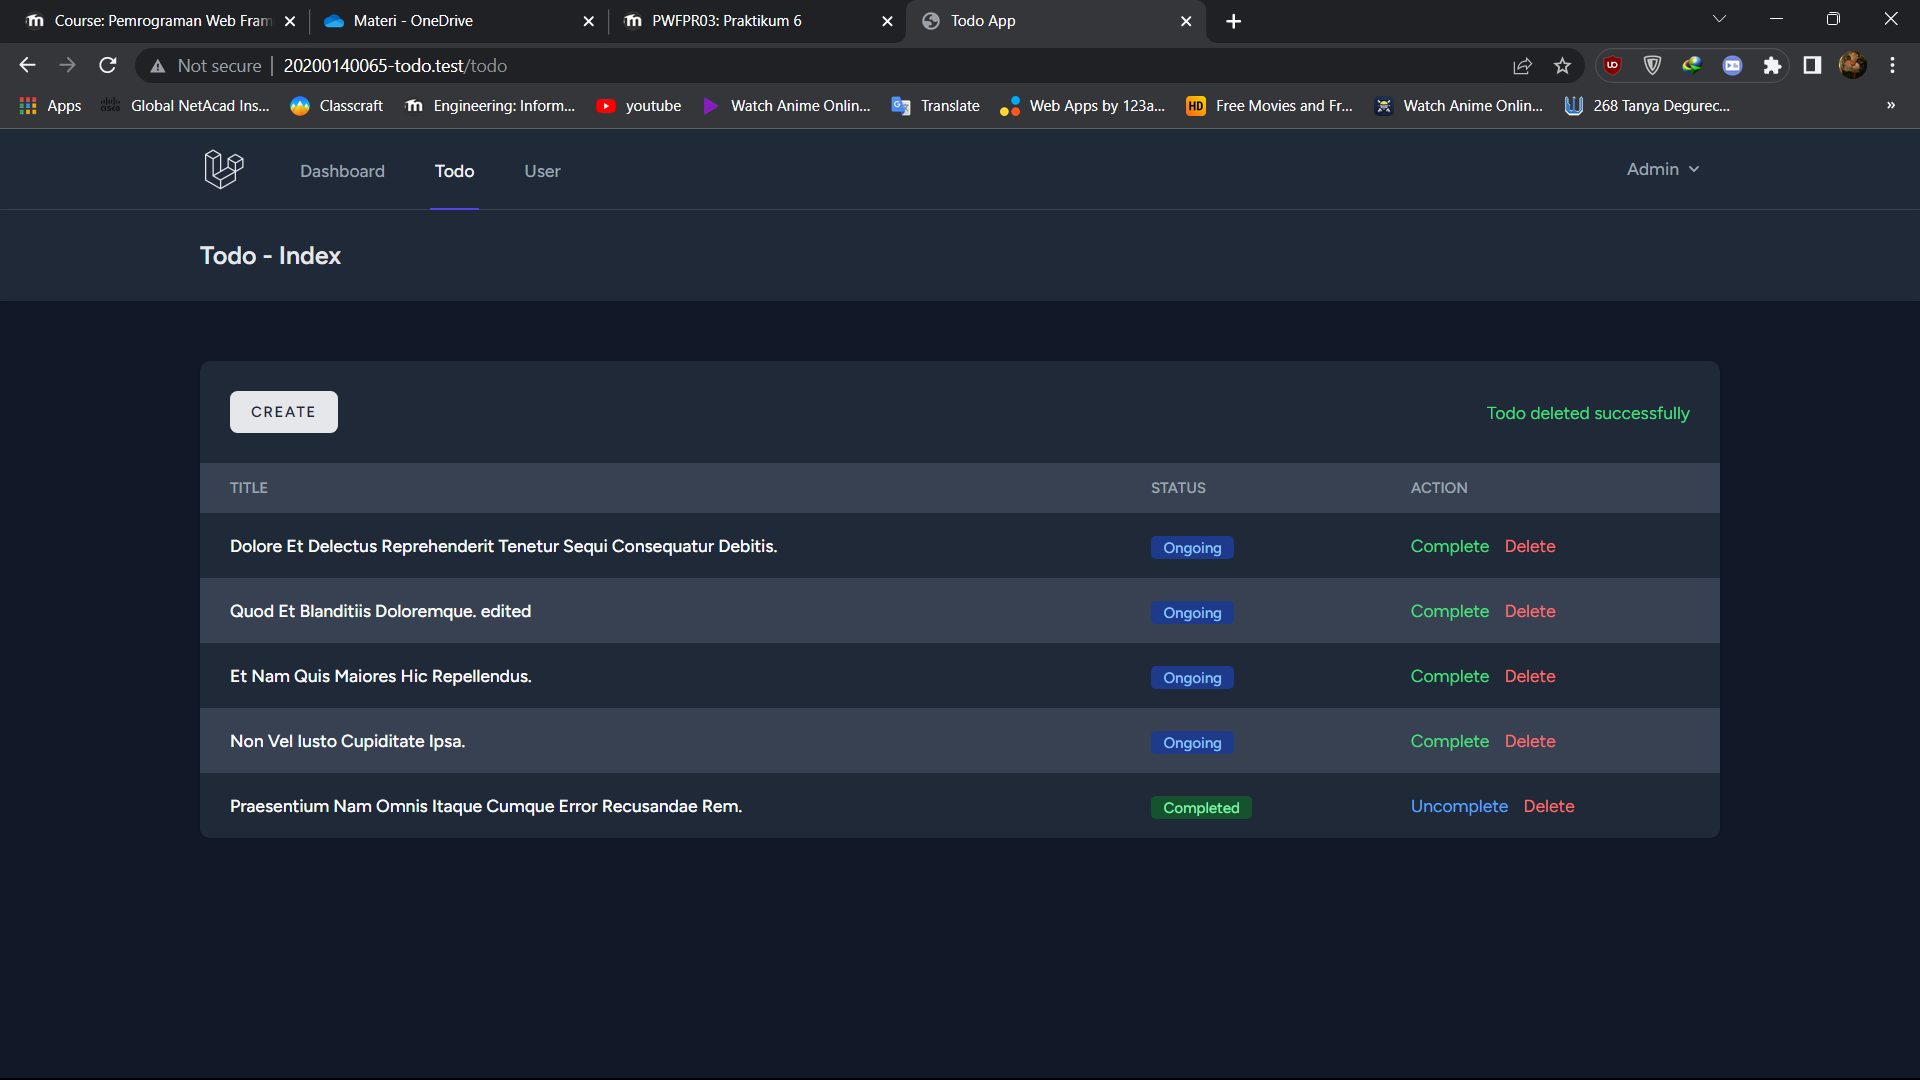 Course: Pemrograman Web Fram
Materi - OneDrive
PWFPR03: Praktikum 6
Todo App
Not secure
20200140065-todo.test/todo
Apps
Global NetAcad Ins...
Classcraft
Engineering: Inform...
youtube
Watch Anime Onlin...
Translate
Web Apps by 123a...
HD
Free Movies and Fr...
Watch Anime Onlin...
268 Tanya Degurec...
»
Dashboard
Todo
User
Admin
Todo - Index
CREATE
Todo deleted successfully
TITLE STATUS ACTION
Dolore Et Delectus Reprehenderit Tenetur Sequi Consequatur Debitis. Ongoing Complete Delete
Quod Et Blanditiis Doloremque. edited Ongoing Complete Delete
Et Nam Quis Maiores Hic Repellendus. Ongoing Complete Delete
Non Vel Iusto Cupiditate Ipsa. Ongoing Complete Delete
Praesentium Nam Omnis Itaque Cumque Error Recusandae Rem. Completed Uncomplete Delete